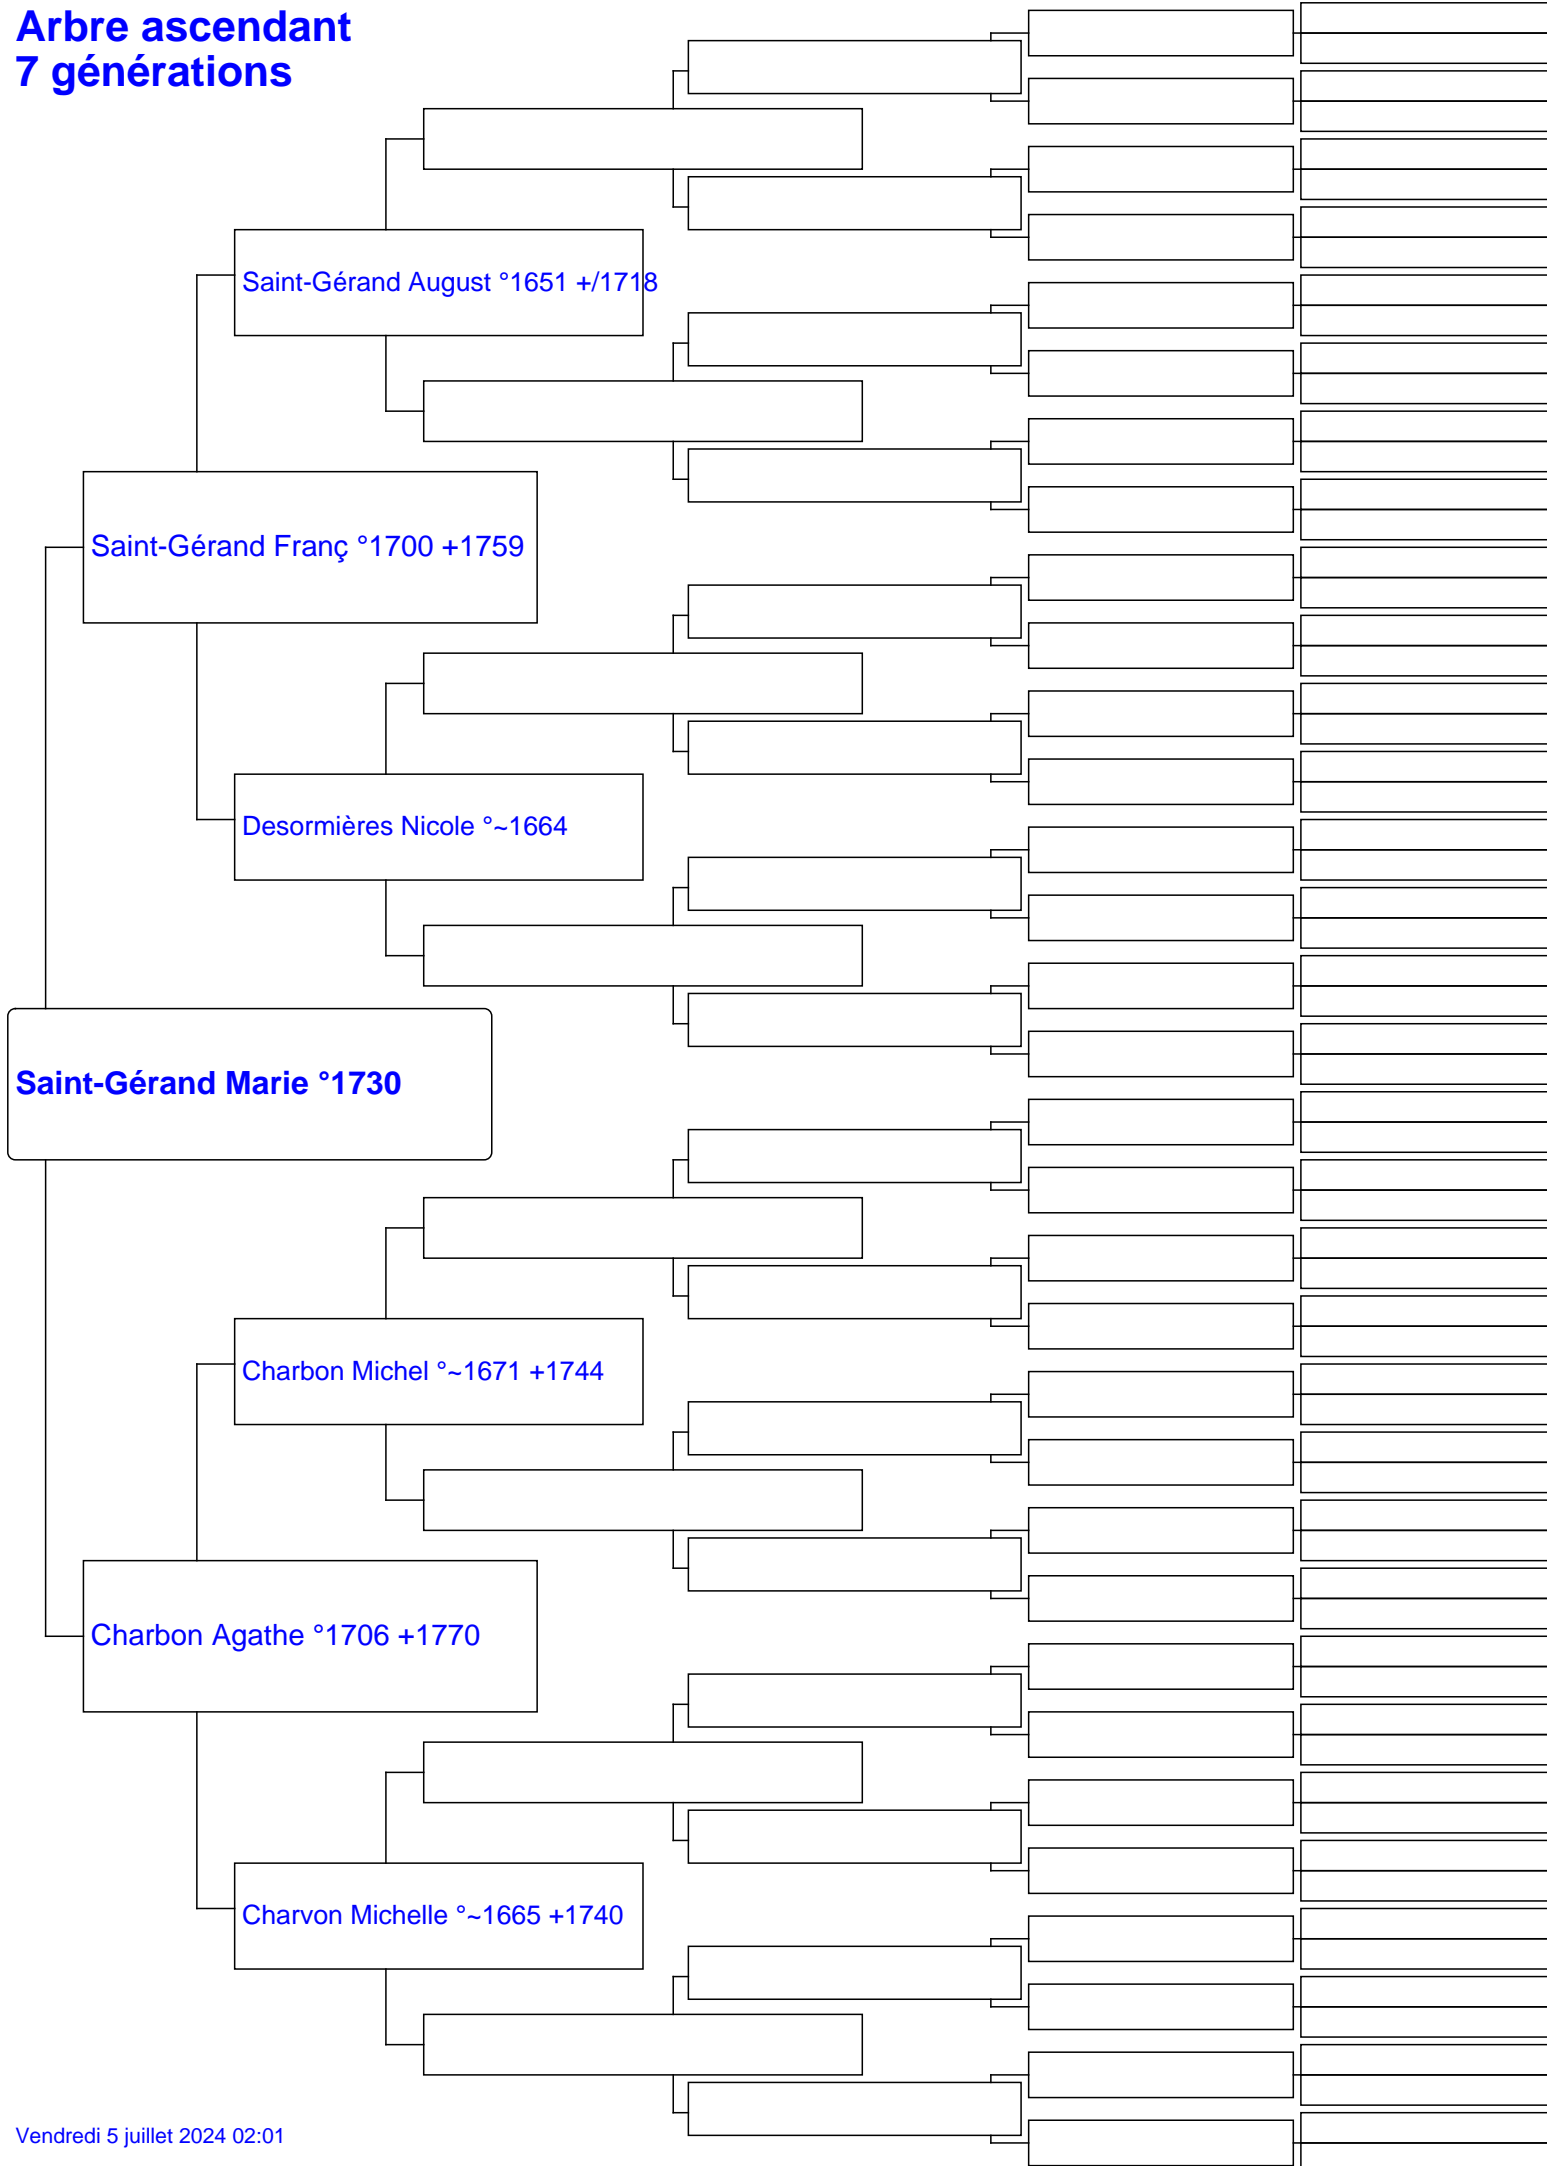 Arbre ascendant
7 générations
Saint-Gérand August °1651 +/1718
Saint-Gérand Franç °1700 +1759
Desormières Nicole °~1664
Saint-Gérand Marie °1730
Charbon Michel °~1671 +1744
Charbon Agathe °1706 +1770
Charvon Michelle °~1665 +1740
Vendredi 5 juillet 2024 02:01